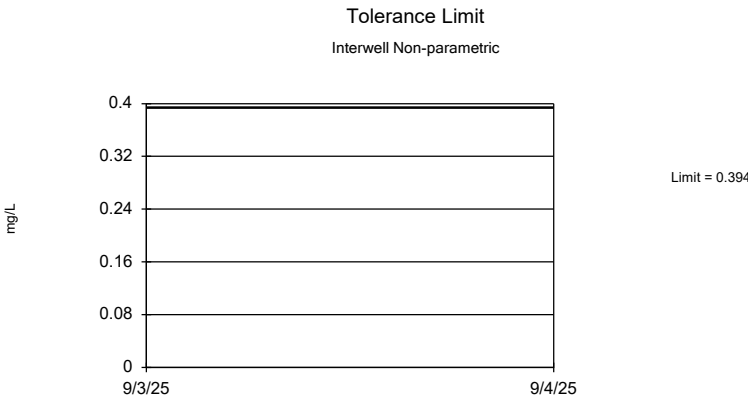 Tolerance Limit
Interwell Non-parametric
0.4
0.32
Limit = 0.394
0.24
mg/L
0.16
0.08
0
9/3/25 9/4/25